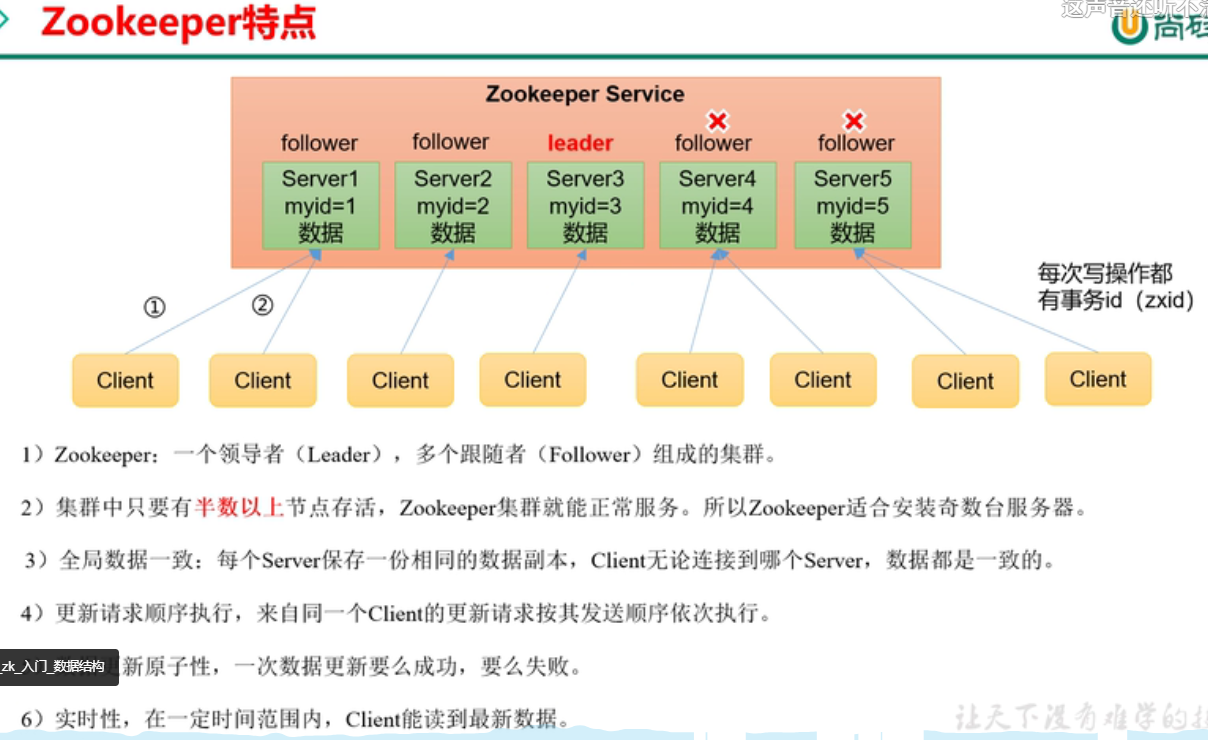 Zookeeper特点
这声音还听不清
尚硅
Zookeeper Service
follower
follower
leader
follower
follower
Server1
myid=1
数据
Server2
myid=2
数据
Server3
myid=3
数据
Server4
myid=4
数据
Server5
myid=5
数据
每次写操作都
有事务id（zxid）
①
②
Client
Client
Client
Client
Client
Client
Client
Client
1）Zookeeper：一个领导者（Leader），多个跟随者（Follower）组成的集群。
2）集群中只要有半数以上节点存活，Zookeeper集群就能正常服务。所以Zookeeper适合安装奇数台服务器。
3）全局数据一致：每个Server保存一份相同的数据副本，Client无论连接到哪个Server，数据都是一致的。
4）更新请求顺序执行，来自同一个Client的更新请求按其发送顺序依次执行。
_zk_入门_数据结构
更新原子性，一次数据更新要么成功，要么失败。
6）实时性，在一定时间范围内，Client能读到最新数据。
让天下没有难学的技